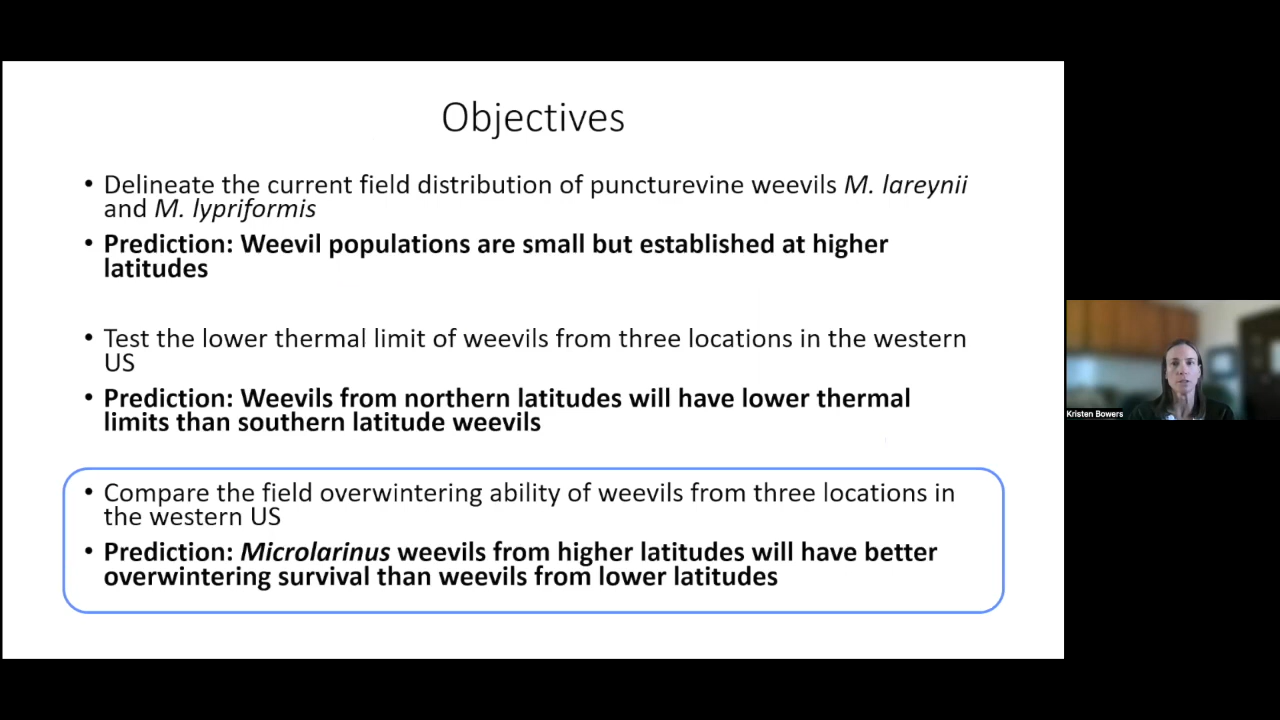 Objectives
• Delineate the current field distribution of puncturevine weevils M. lareynii
and M. lypriformis
• Prediction: Weevil populations are small but established at higher
latitudes
• Test the lower thermal limit of weevils from three locations in the western
US
• Prediction: Weevils from northern latitudes will have lower thermal
limits than southern latitude weevils
• Compare the field overwintering ability of weevils from three locations in
the western US
• Prediction: Microlarinus weevils from higher latitudes will have better
overwintering survival than weevils from lower latitudes
Kristen Bowers